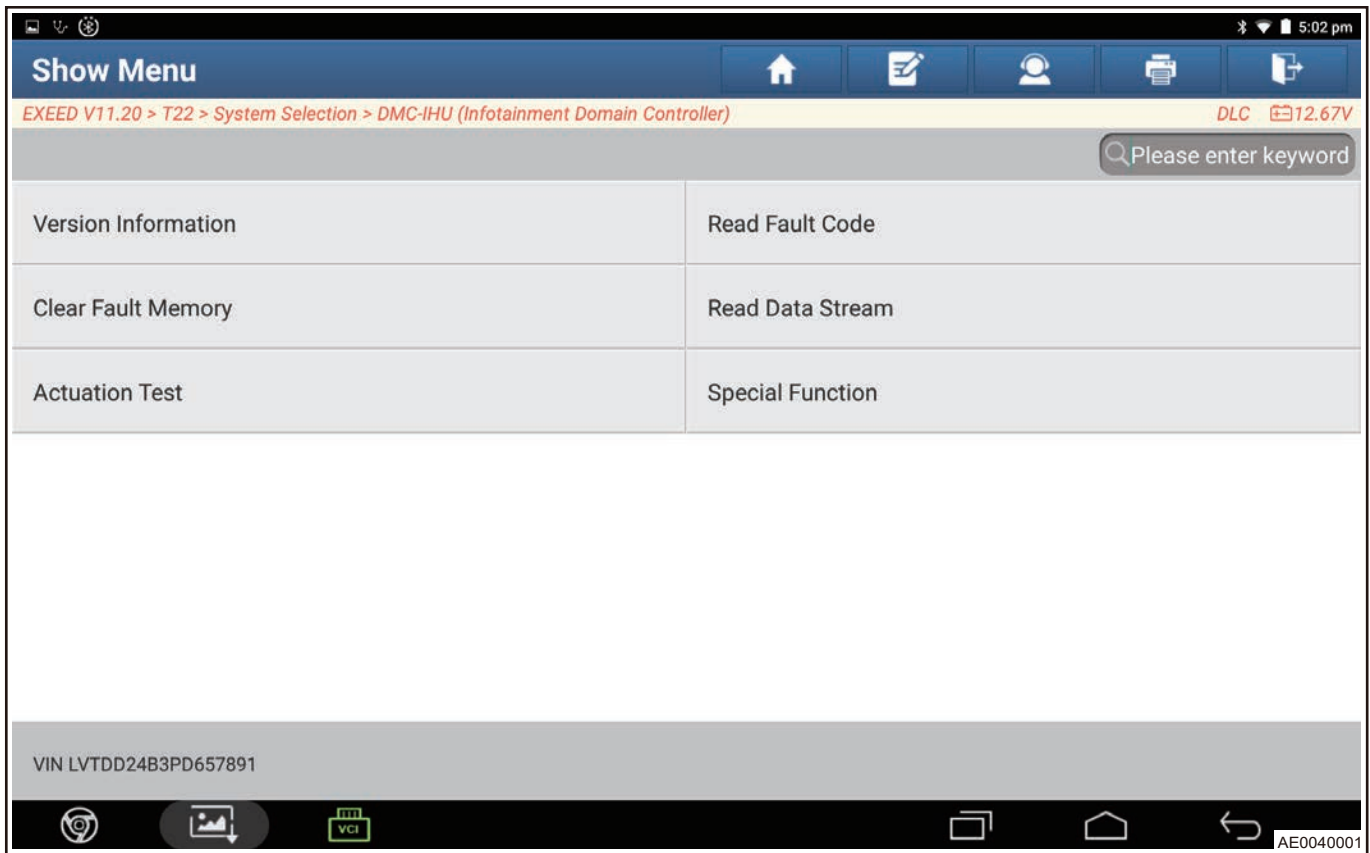 5:02 pm
Show Menu
EXEED V11.20 > T22 > System Selection > DMC-IHU (Infotainment Domain Controller)
DLC 12.67V
Please enter keyword
Version Information
Read Fault Code
Clear Fault Memory
Read Data Stream
Actuation Test
Special Function
VIN LVTDD24B3PD657891
VCI
AE0040001